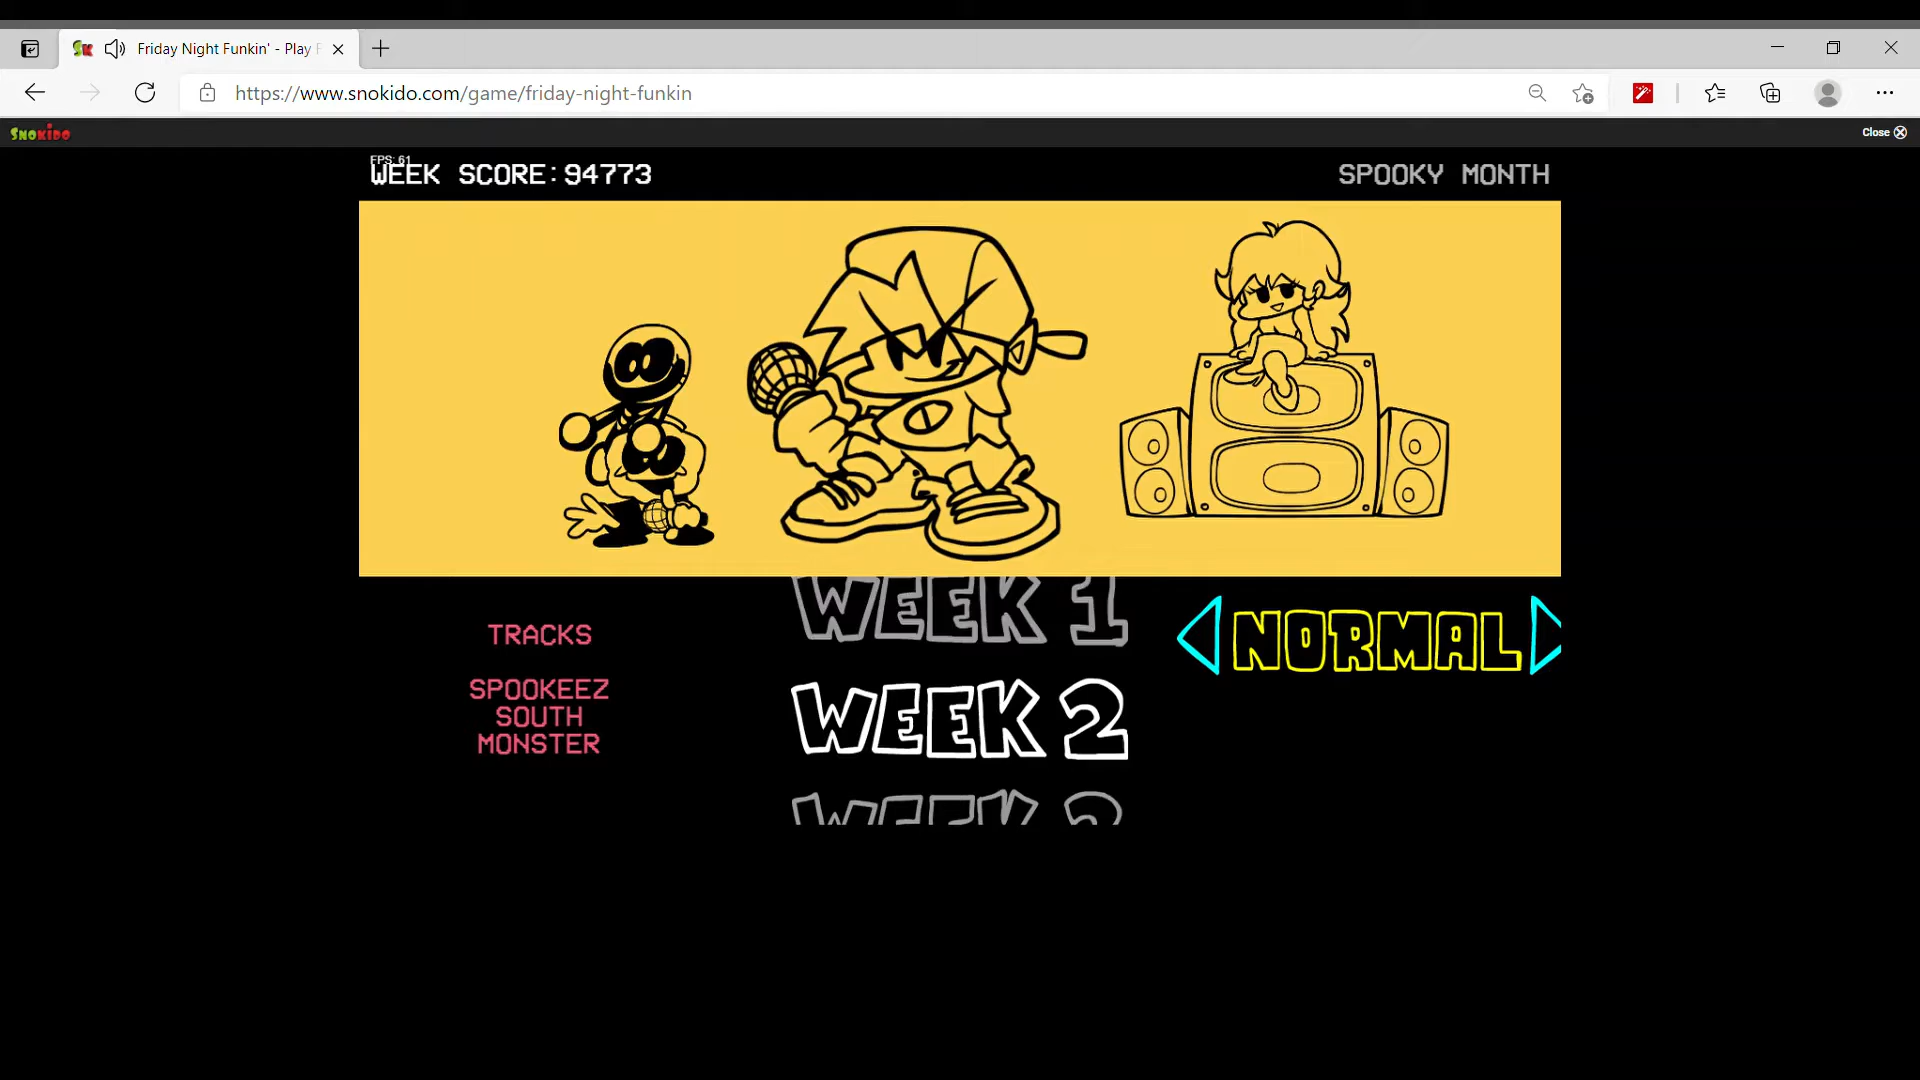 Friday Night Funkin' - Play F
https://www.snokido.com/game/friday-night-funkin
SNOKIDO
Close
FPS: 61
WEEK SCORE:94773
SPOOKY MONTH
WEEK 1
TRACKS
NORMAL
SPOOKEEZ
SOUTH
MONSTER
WEEK 2
WEEK